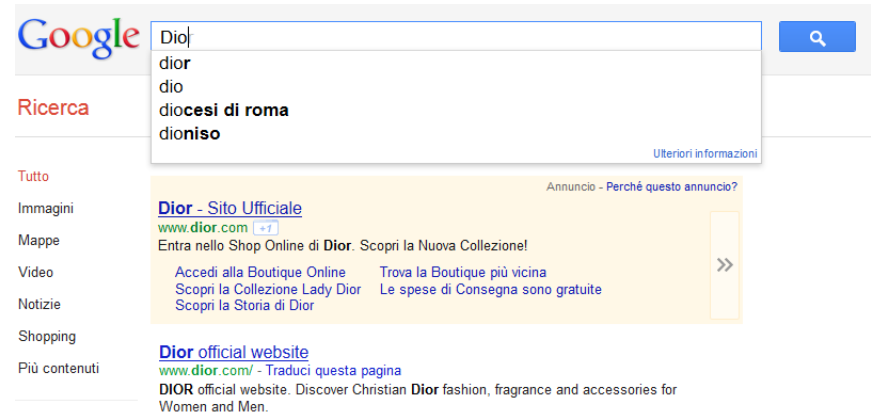 Google
Dior
dior
dio
diocesi di roma
dioniso
Ulteriori informazioni
Ricerca
Tutto
Immagini
Mappe
Video
Notizie
Shopping
Più contenuti
Annuncio - Perché questo annuncio?
Dior - Sito Ufficiale
www.dior.com +1
Entra nello Shop Online di Dior. Scopri la Nuova Collezione!
Accedi alla Boutique Online Trova la Boutique più vicina
Scopri la Collezione Lady Dior Le spese di Consegna sono gratuite
Scopri la Storia di Dior
»
Dior official website
www.dior.com/ - Traduci questa pagina
DIOR official website. Discover Christian Dior fashion, fragrance and accessories for
Women and Men.